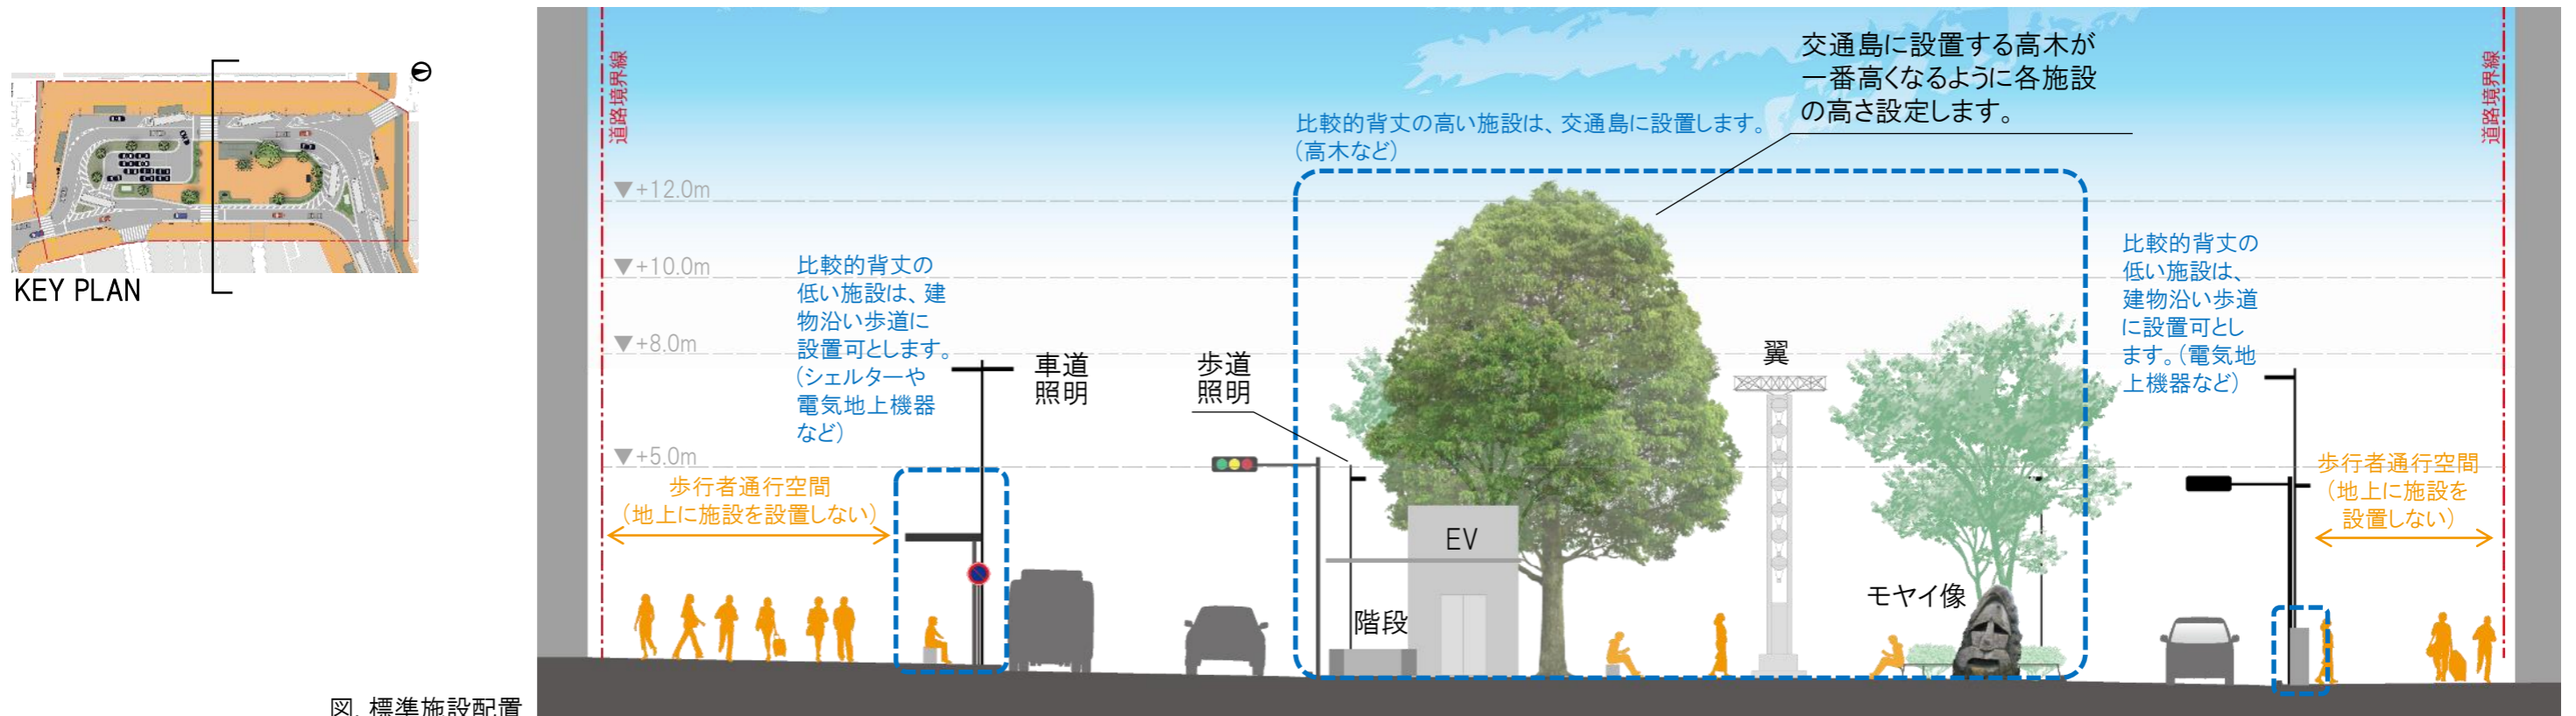 KEY PLAN
図. 標準施設配置
道路境界線
▼+12.0m
▼+10.0m
▼+8.0m
▼+5.0m
歩行者通行空間
（地上に施設を設置しない）
比較的背丈の
低い施設は、建
物沿い歩道に
設置可とします。
（シェルターや
電気地上機器
など）
車道
照明
歩道
照明
比較的背丈の高い施設は、交通島に設置します。
（高木など）
交通島に設置する高木が
一番高くなるように各施設
の高さ設定します。
EV
階段
翼
モヤイ像
比較的背丈の
低い施設は、
建物沿い歩道
に設置可とし
ます。（電気地
上機器など）
歩行者通行空間
（地上に施設を
設置しない）
道路境界線